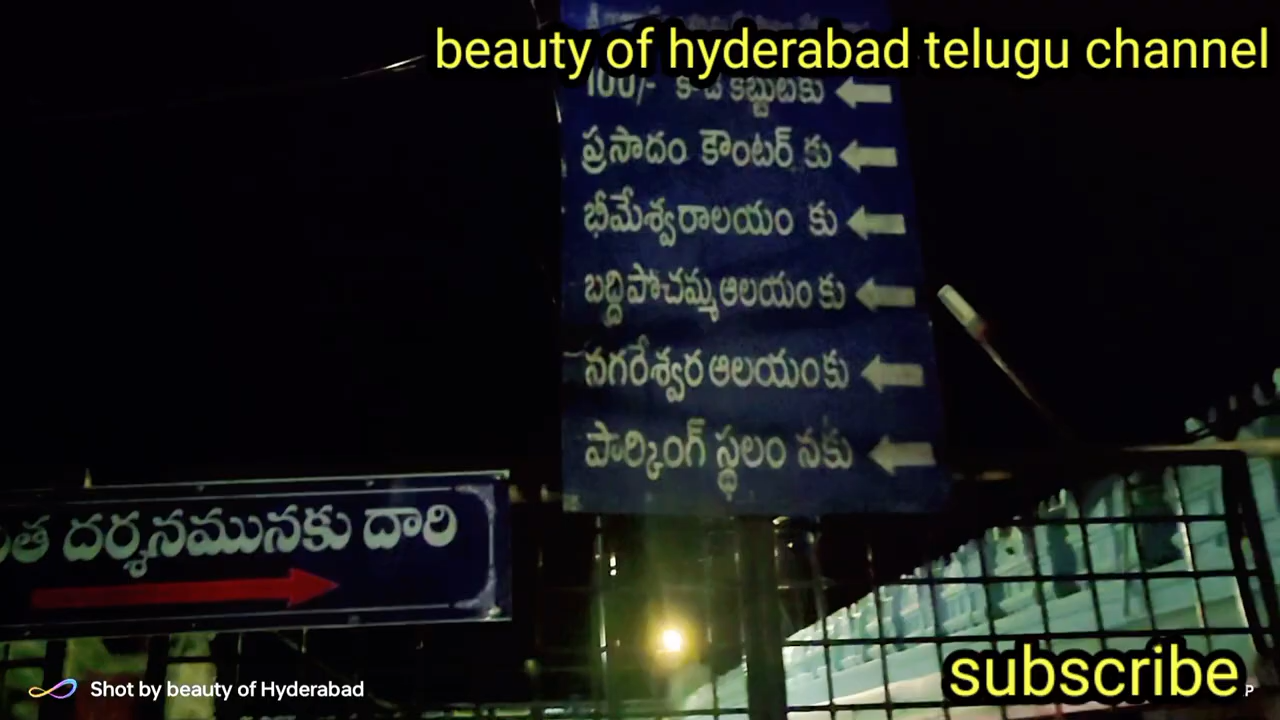 beauty of hyderabad telugu channel
100/-
ప్రసాదం కౌంటర్ కు
భీమేశ్వరాలయం కు
బద్దిపోచమ్మ ఆలయం కు
నగరేశ్వర ఆలయంకు
పార్కింగ్ స్థలం నకు
దర్శనమునకు దారి
subscribe
Shot by beauty of Hyderabad
P